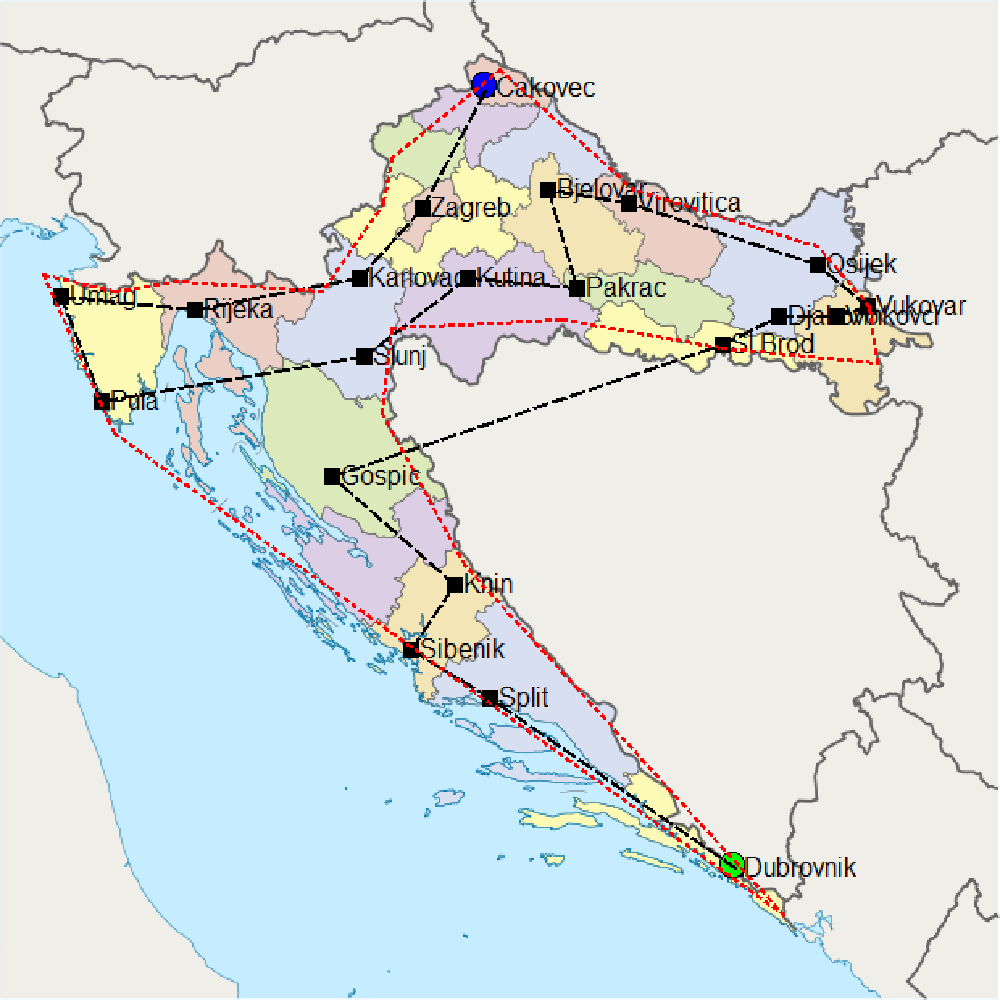 Cakovec
Bjelovar
Virovitica
Zagreb
Osijek
Karlovac
Kutina
Pakrac
Umag
Rijeka
Vukovar
Djakovo
Vinkovci
Sl.Brod
Slunj
Pula
Gospic
Knin
Sibenik
Split
Dubrovnik